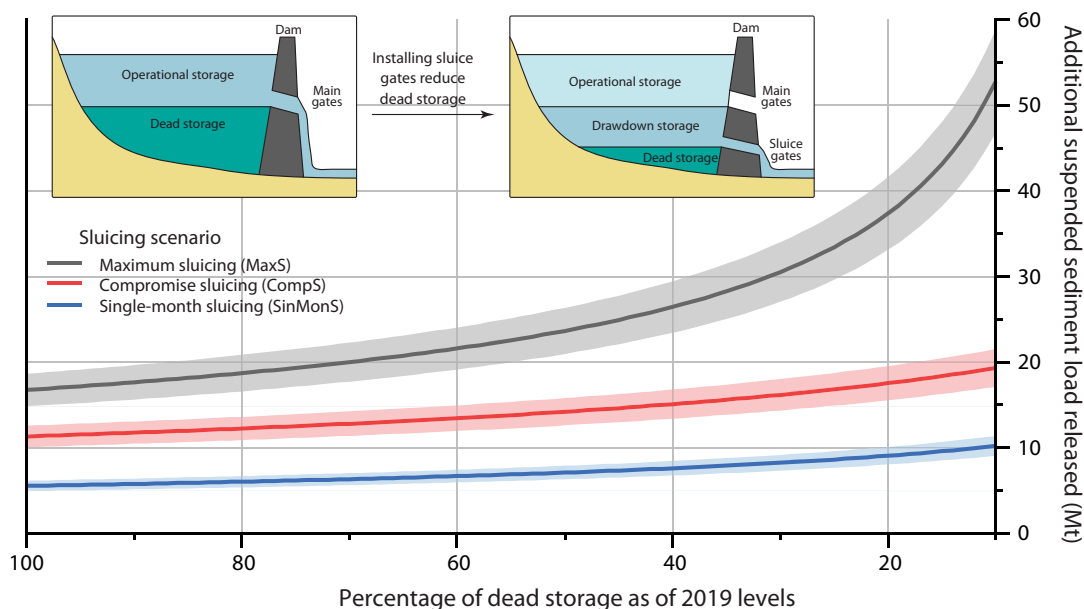 Dam
Operational storage
Main
gates
Dead storage
Installing sluice
gates reduce
dead storage
Dam
Operational storage
Main
gates
Drawdown storage
Sluice
gates
Dead storage
Sluicing scenario
Maximum sluicing (MaxS)
Compromise sluicing (CompS)
Single-month sluicing (SinMonS)
60
50
40
30
20
10
0
Additional suspended sediment load released (Mt)
100
80
60
40
20
Percentage of dead storage as of 2019 levels